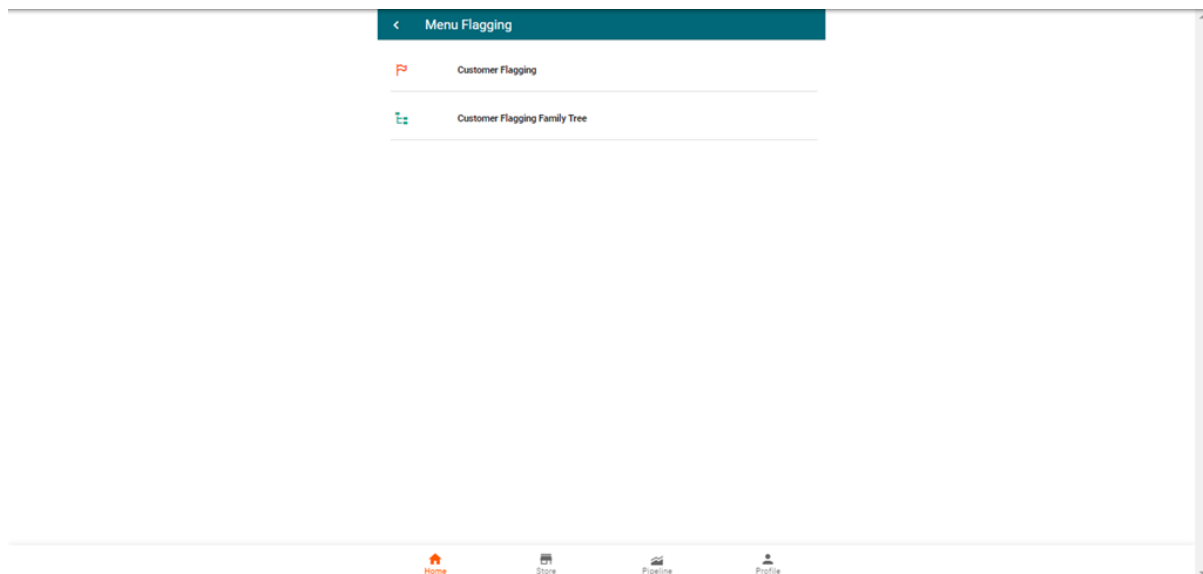 Menu Flagging
Customer Flagging
Customer Flagging Family Tree
Home Store Pipeline Profile